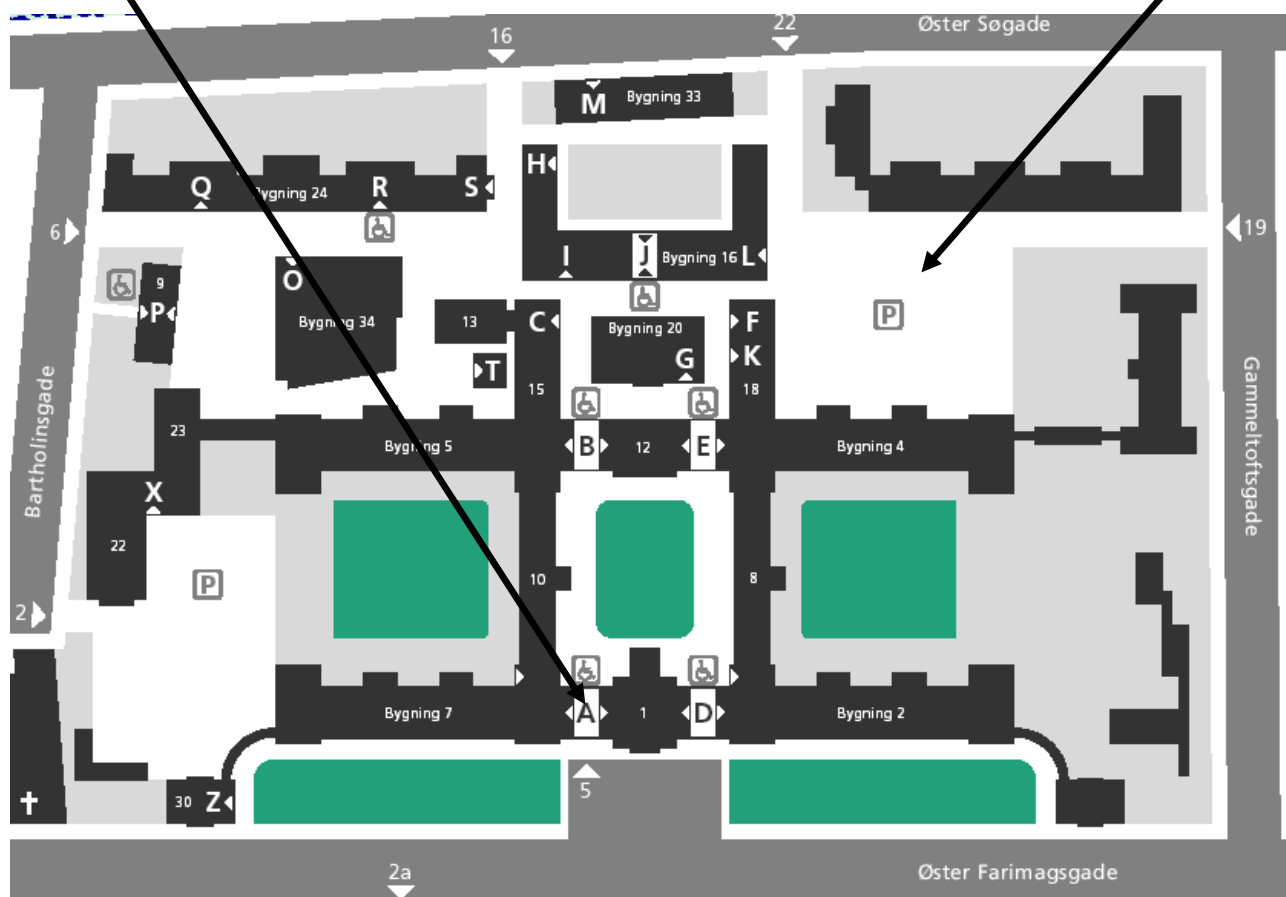 22
Øster Søgade
16
M Bygning 33
H
Q Bygning 24 R S
6
19
I J Bygning 16 L
9
P
O
Bygning 34
13
C
Bygning 20
F
P
G
K
T
15
18
Bartholinsgade
Gammeltoftsgade
23
Bygning 5
B
12
E
Bygning 4
X
22
P
10
8
2
Bygning 7
A
1
D
Bygning 2
5
30 Z
2a
Øster Farimagsgade